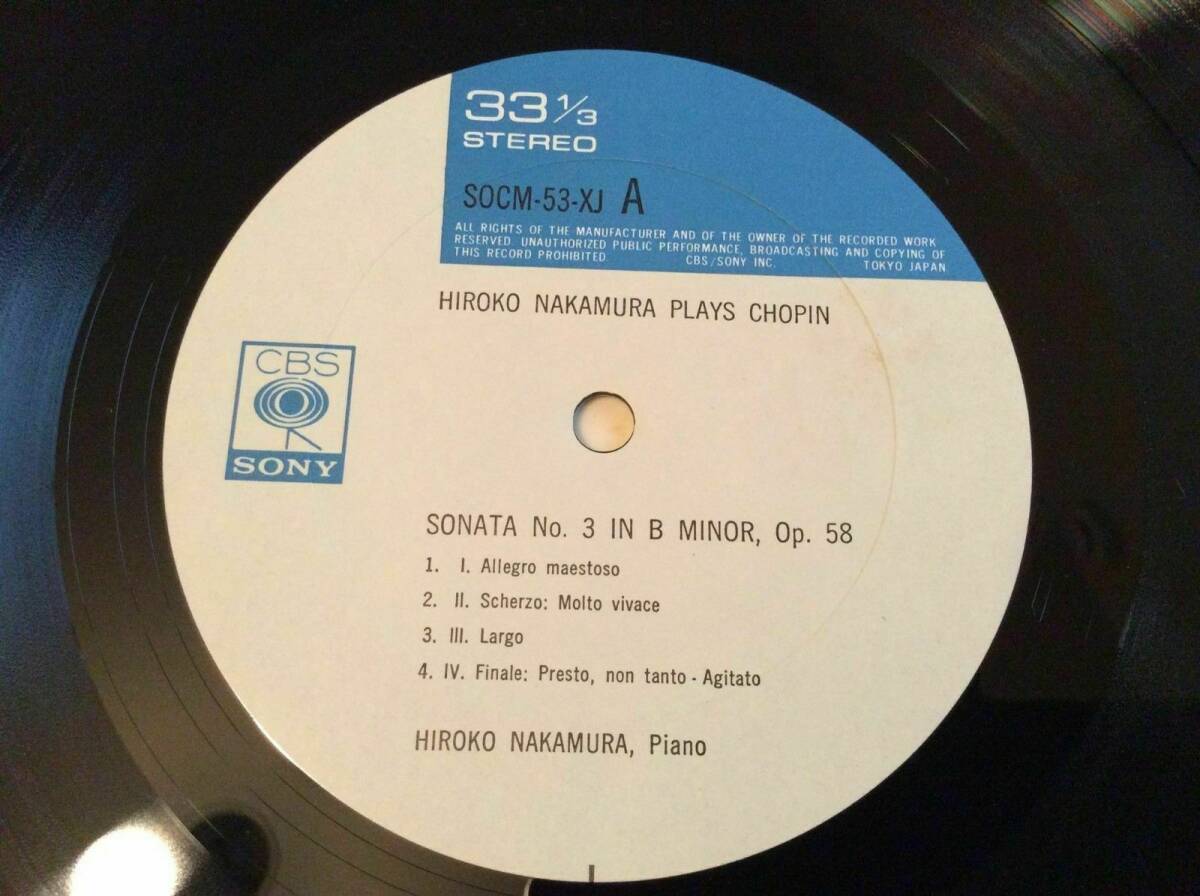 33 1/3
STEREO
SOCM-53-XJ A
ALL RIGHTS OF THE MANUFACTURER AND OF THE OWNER OF THE RECORDED WORK
RESERVED. UNAUTHORIZED PUBLIC PERFORMANCE, BROADCASTING AND COPYING OF
THIS RECORD PROHIBITED. CBS/SONY INC. TOKYO JAPAN
HIROKO NAKAMURA PLAYS CHOPIN
CBS
SONY
SONATA No. 3 IN B MINOR, Op. 58
1. I. Allegro maestoso
2. II. Scherzo: Molto vivace
3. III. Largo
4. IV. Finale: Presto, non tanto - Agitato
HIROKO NAKAMURA, Piano